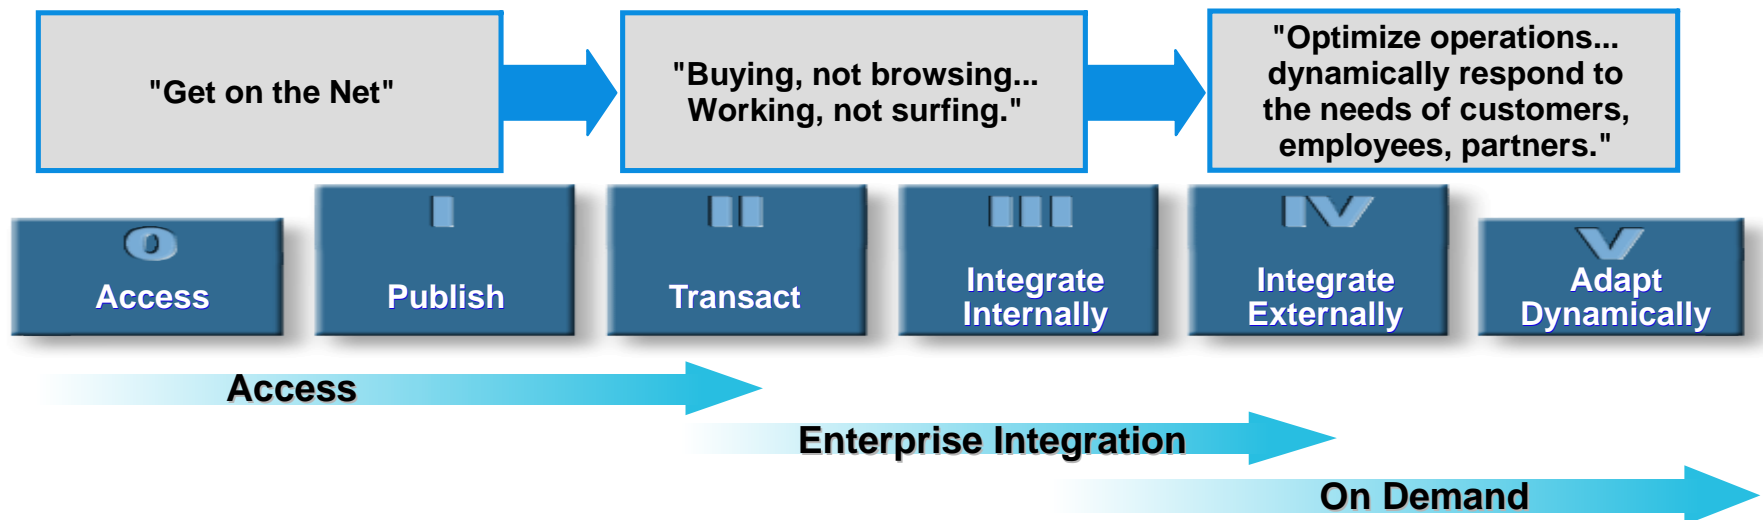 "Get on the Net"
"Buying, not browsing...
Working, not surfing."
"Optimize operations...
dynamically respond to
the needs of customers,
employees, partners."
0
Access
I
Publish
II
Transact
III
Integrate
Internally
IV
Integrate
Externally
V
Adapt
Dynamically
Access
Enterprise Integration
On Demand